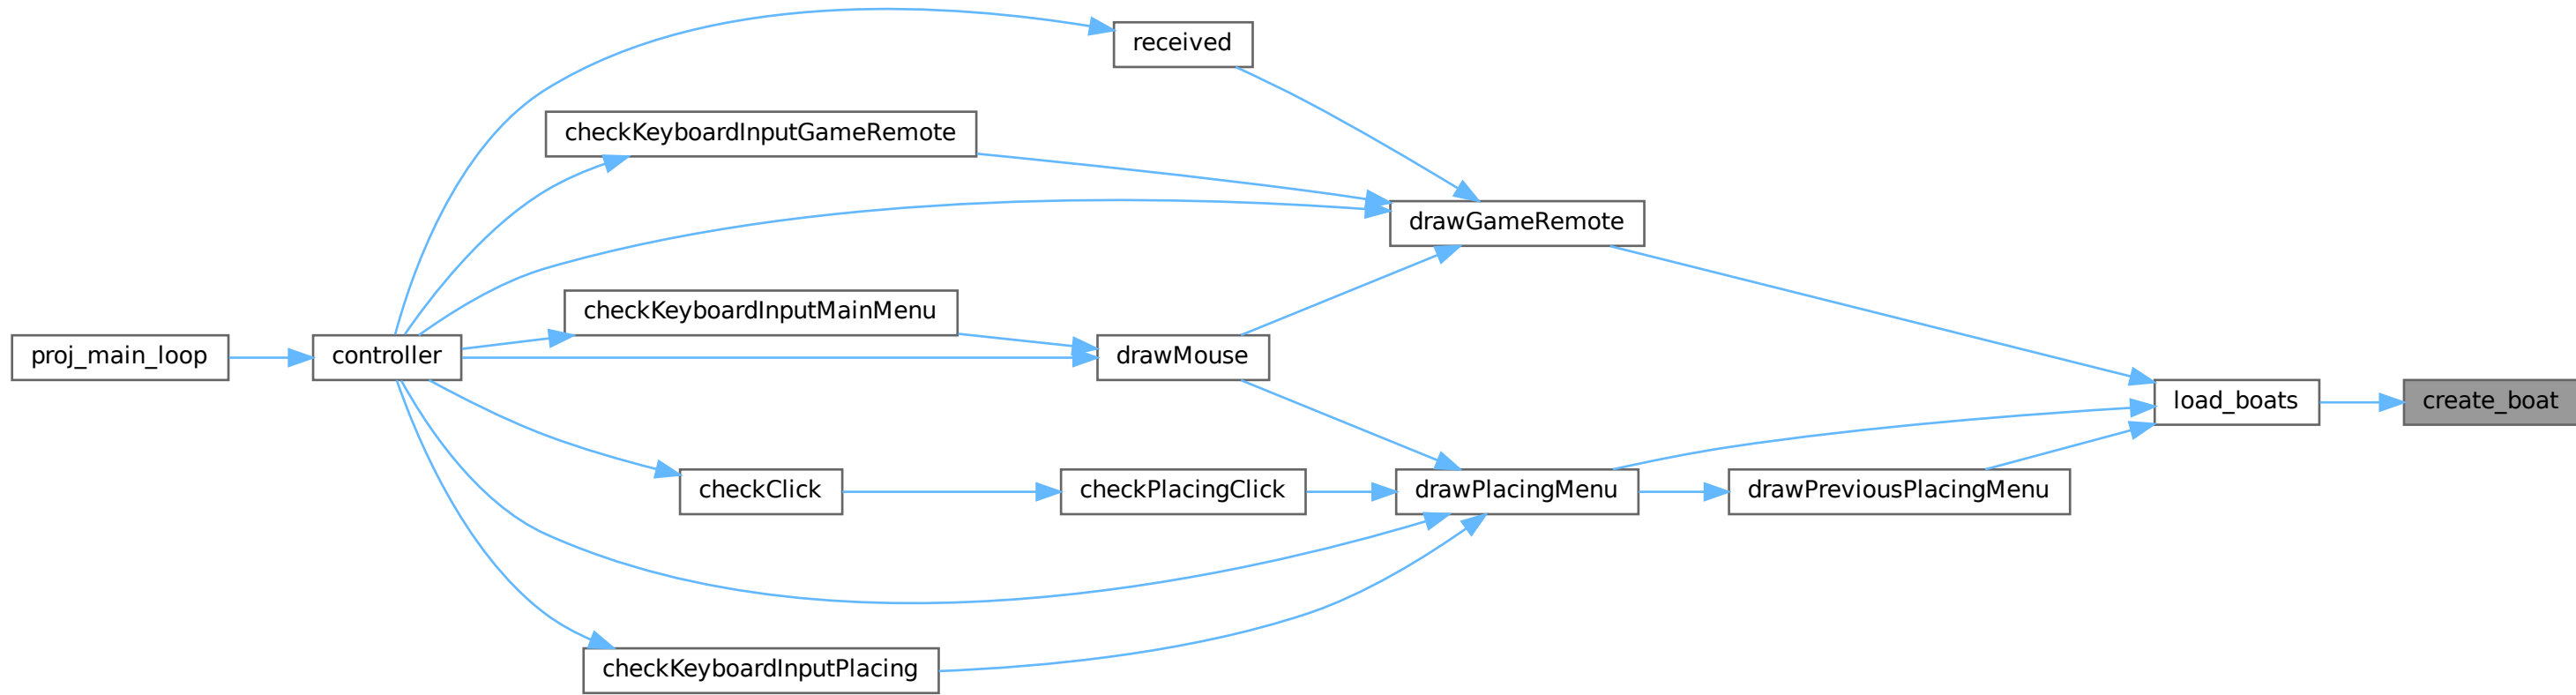 received
checkKeyboardInputGameRemote
drawGameRemote
checkKeyboardInputMainMenu
proj_main_loop
controller
drawMouse
load_boats
create_boat
checkClick
checkPlacingClick
drawPlacingMenu
drawPreviousPlacingMenu
checkKeyboardInputPlacing